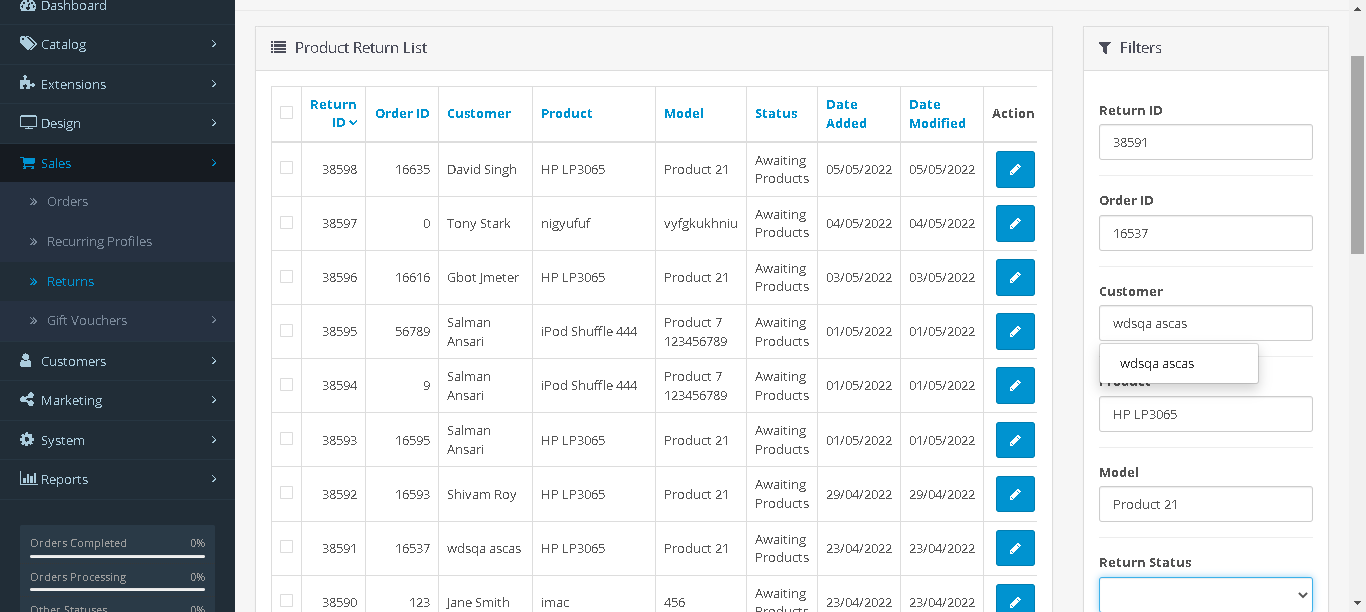 Dashboard
Catalog
Extensions
Design
Sales
Orders
Recurring Profiles
Returns
Gift Vouchers
Customers
Marketing
System
Reports
Orders Completed 0%
Orders Processing 0%
Other Statuses 0%
Product Return List
Return ID Order ID Customer Product Model Status Date Added Date Modified Action
38598 16635 David Singh HP LP3065 Product 21 Awaiting Products 05/05/2022 05/05/2022
38597 0 Tony Stark nigyufuf vyfgkukhniu Awaiting Products 04/05/2022 04/05/2022
38596 16616 Gbot Jmeter HP LP3065 Product 21 Awaiting Products 03/05/2022 03/05/2022
38595 56789 Salman Ansari iPod Shuffle 444 Product 7 123456789 Awaiting Products 01/05/2022 01/05/2022
38594 9 Salman Ansari iPod Shuffle 444 Product 7 123456789 Awaiting Products 01/05/2022 01/05/2022
38593 16595 Salman Ansari HP LP3065 Product 21 Awaiting Products 01/05/2022 01/05/2022
38592 16593 Shivam Roy HP LP3065 Product 21 Awaiting Products 29/04/2022 29/04/2022
38591 16537 wdsqa ascas HP LP3065 Product 21 Awaiting Products 23/04/2022 23/04/2022
38590 123 Jane Smith imac 456 Awaiting Products 23/04/2022 23/04/2022
Filters
Return ID
38591
Order ID
16537
Customer
wdsqa ascas
wdsqa ascas
Product
HP LP3065
Model
Product 21
Return Status